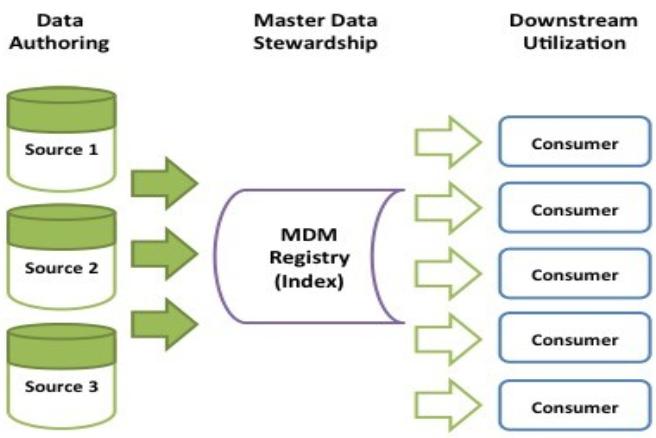 Data
Authoring
Master Data
Stewardship
Downstream
Utilization
Source 1
Source 2
Source 3
MDM
Registry
(Index)
Consumer
Consumer
Consumer
Consumer
Consumer